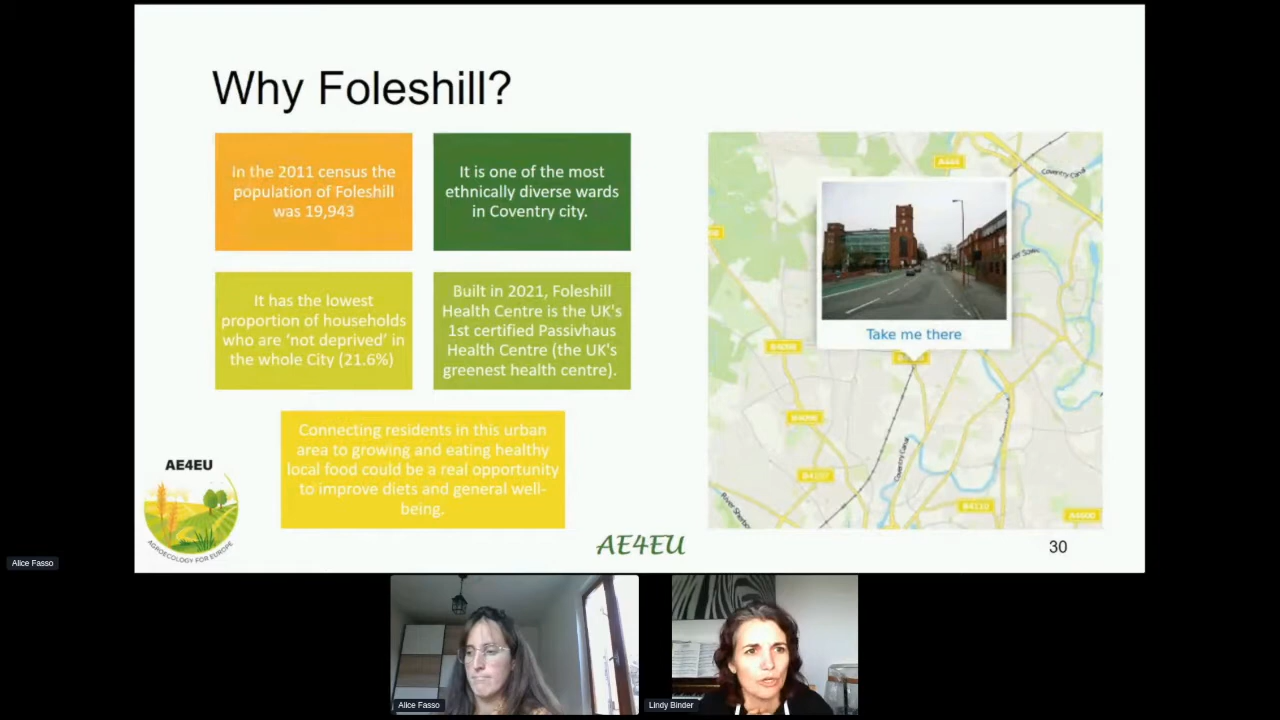 Why Foleshill?
In the 2011 census the
population of Foleshill
was 19,943
It is one of the most
ethnically diverse wards
in Coventry city.
It has the lowest
proportion of households
who are ‘not deprived’ in
the whole City (21.6%)
Built in 2021, Foleshill
Health Centre is the UK's
1st certified Passivhaus
Health Centre (the UK's
greenest health centre).
Connecting residents in this urban
area to growing and eating healthy
local food could be a real opportunity
to improve diets and general well-
being.
Coventry Canal
Take me there
Coventry Canal
AE4EU
AGROECOLOGY FOR EUROPE
AE4EU
30
Alice Fasso
Alice Fasso
Lindy Binder